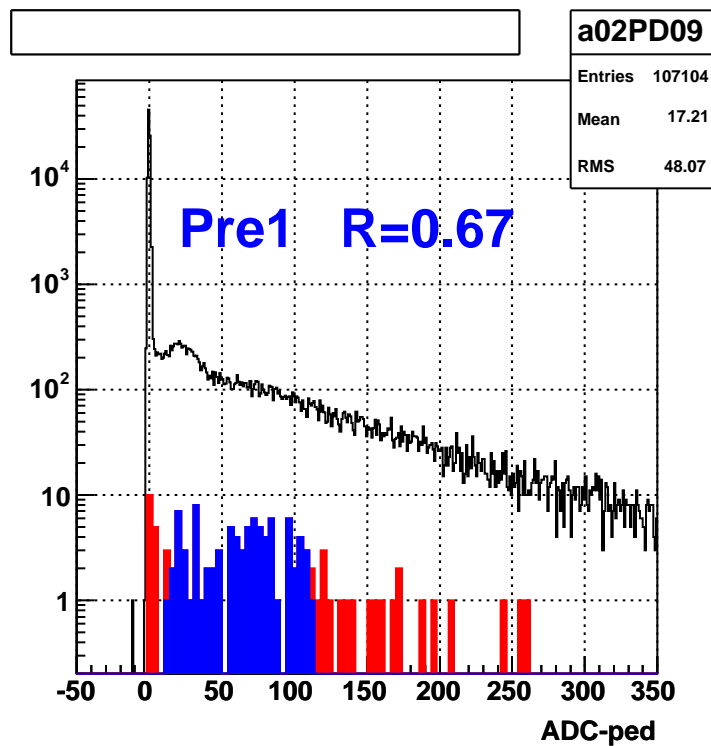 a02PD09
Entries 107104
Mean 17.21
RMS 48.07
Pre1 R=0.67
10^4
10^3
10^2
10
1
-50 0 50 100 150 200 250 300 350
ADC-ped